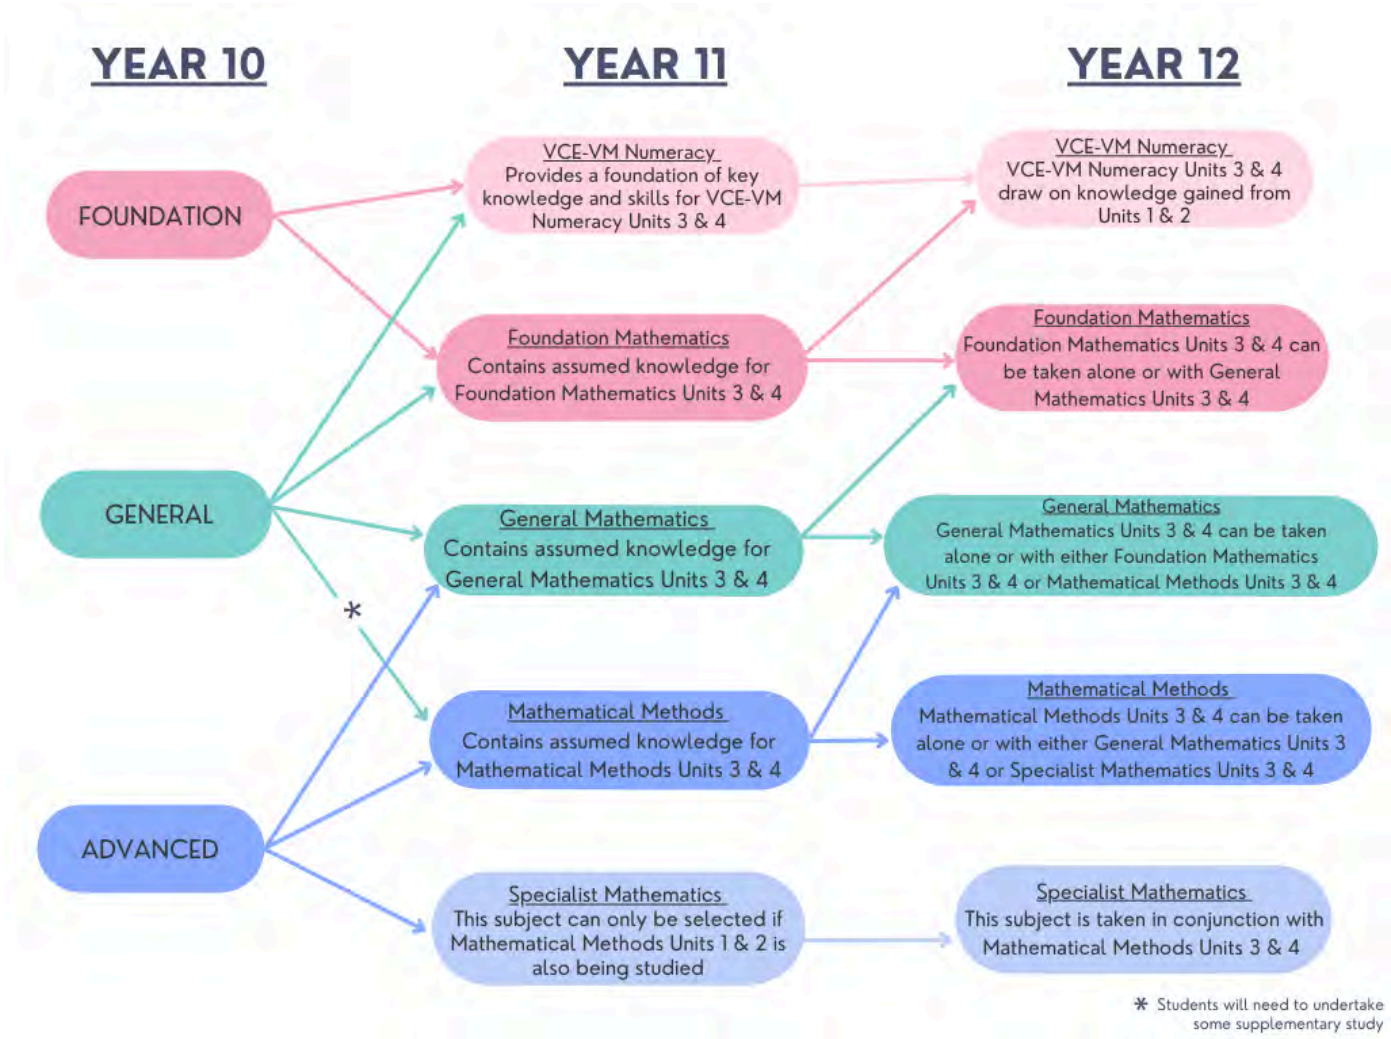 YEAR 10
YEAR 11
YEAR 12
FOUNDATION
GENERAL
ADVANCED
VCE-VM Numeracy
Provides a foundation of key
knowledge and skills for VCE-VM
Numeracy Units 3 & 4
Foundation Mathematics
Contains assumed knowledge for
Foundation Mathematics Units 3 & 4
General Mathematics
Contains assumed knowledge for
General Mathematics Units 3 & 4
*
Mathematical Methods
Contains assumed knowledge for
Mathematical Methods Units 3 & 4
Specialist Mathematics
This subject can only be selected if
Mathematical Methods Units 1 & 2 is
also being studied
VCE-VM Numeracy
VCE-VM Numeracy Units 3 & 4
draw on knowledge gained from
Units 1 & 2
Foundation Mathematics
Foundation Mathematics Units 3 & 4 can
be taken alone or with General
Mathematics Units 3 & 4
General Mathematics
General Mathematics Units 3 & 4 can be taken
alone or with either Foundation Mathematics
Units 3 & 4 or Mathematical Methods Units 3 & 4
Mathematical Methods
Mathematical Methods Units 3 & 4 can be taken
alone or with either General Mathematics Units 3
& 4 or Specialist Mathematics Units 3 & 4
Specialist Mathematics
This subject is taken in conjunction with
Mathematical Methods Units 3 & 4
* Students will need to undertake
some supplementary study